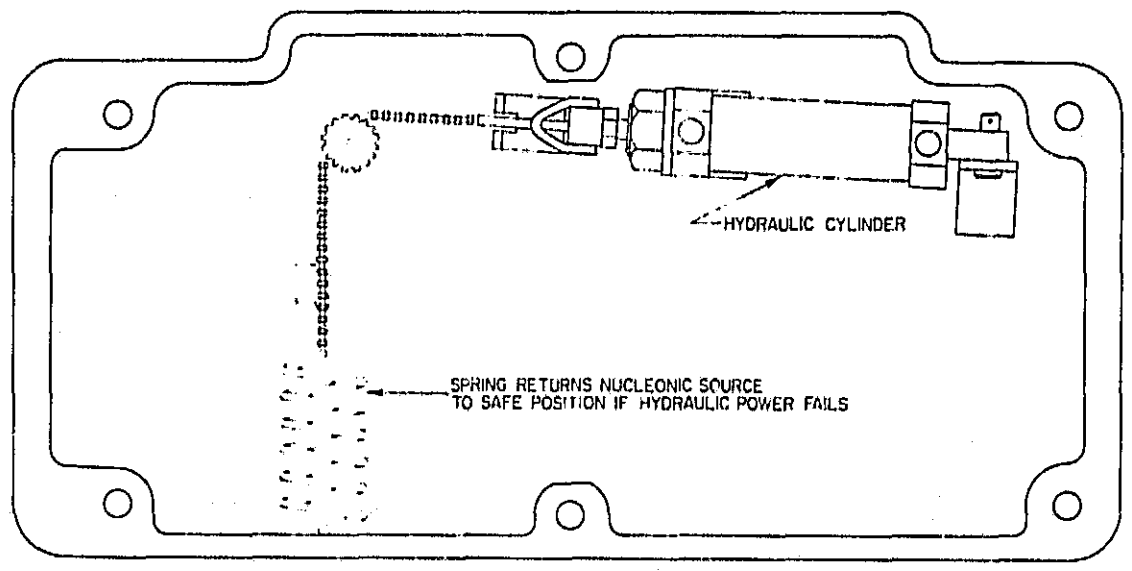 HYDRAULIC CYLINDER
SPRING RETURNS NUCLEONIC SOURCE
TO SAFE POSITION IF HYDRAULIC POWER FAILS